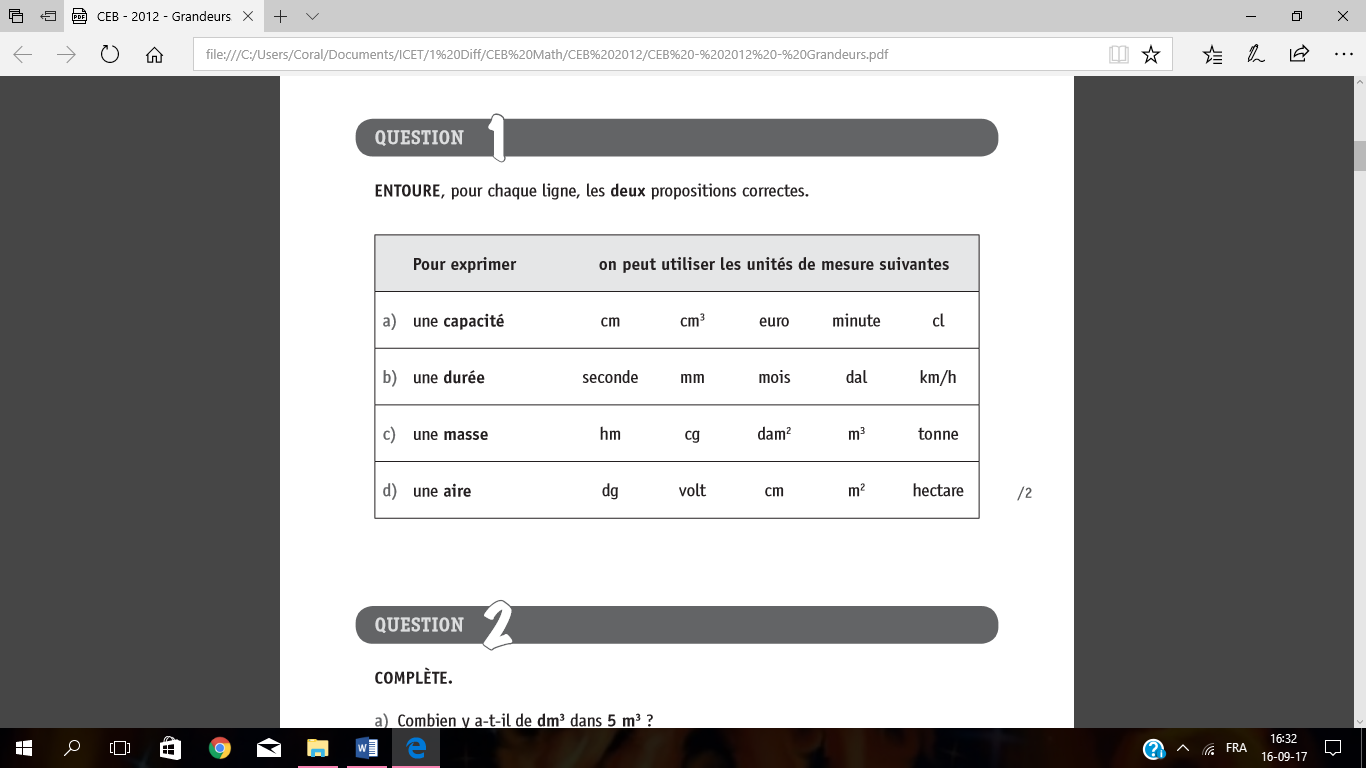 CEB - 2012 - Grandeurs
file:///C:/Users/Coral/Documents/ICET/1%20Diff/CEB%20Math/CEB%202012/CEB%20-%202012%20-%20Grandeurs.pdf
QUESTION 1
ENTOURE, pour chaque ligne, les deux propositions correctes.
Pour exprimer on peut utiliser les unités de mesure suivantes
a) une capacité cm cm³ euro minute cl
b) une durée seconde mm mois dal km/h
c) une masse hm cg dam² m³ tonne
d) une aire dg volt cm m² hectare
/2
QUESTION 2
COMPLÈTE.
a) Combien y a-t-il de dm³ dans 5 m³ ?
FRA
16:32
16-09-17